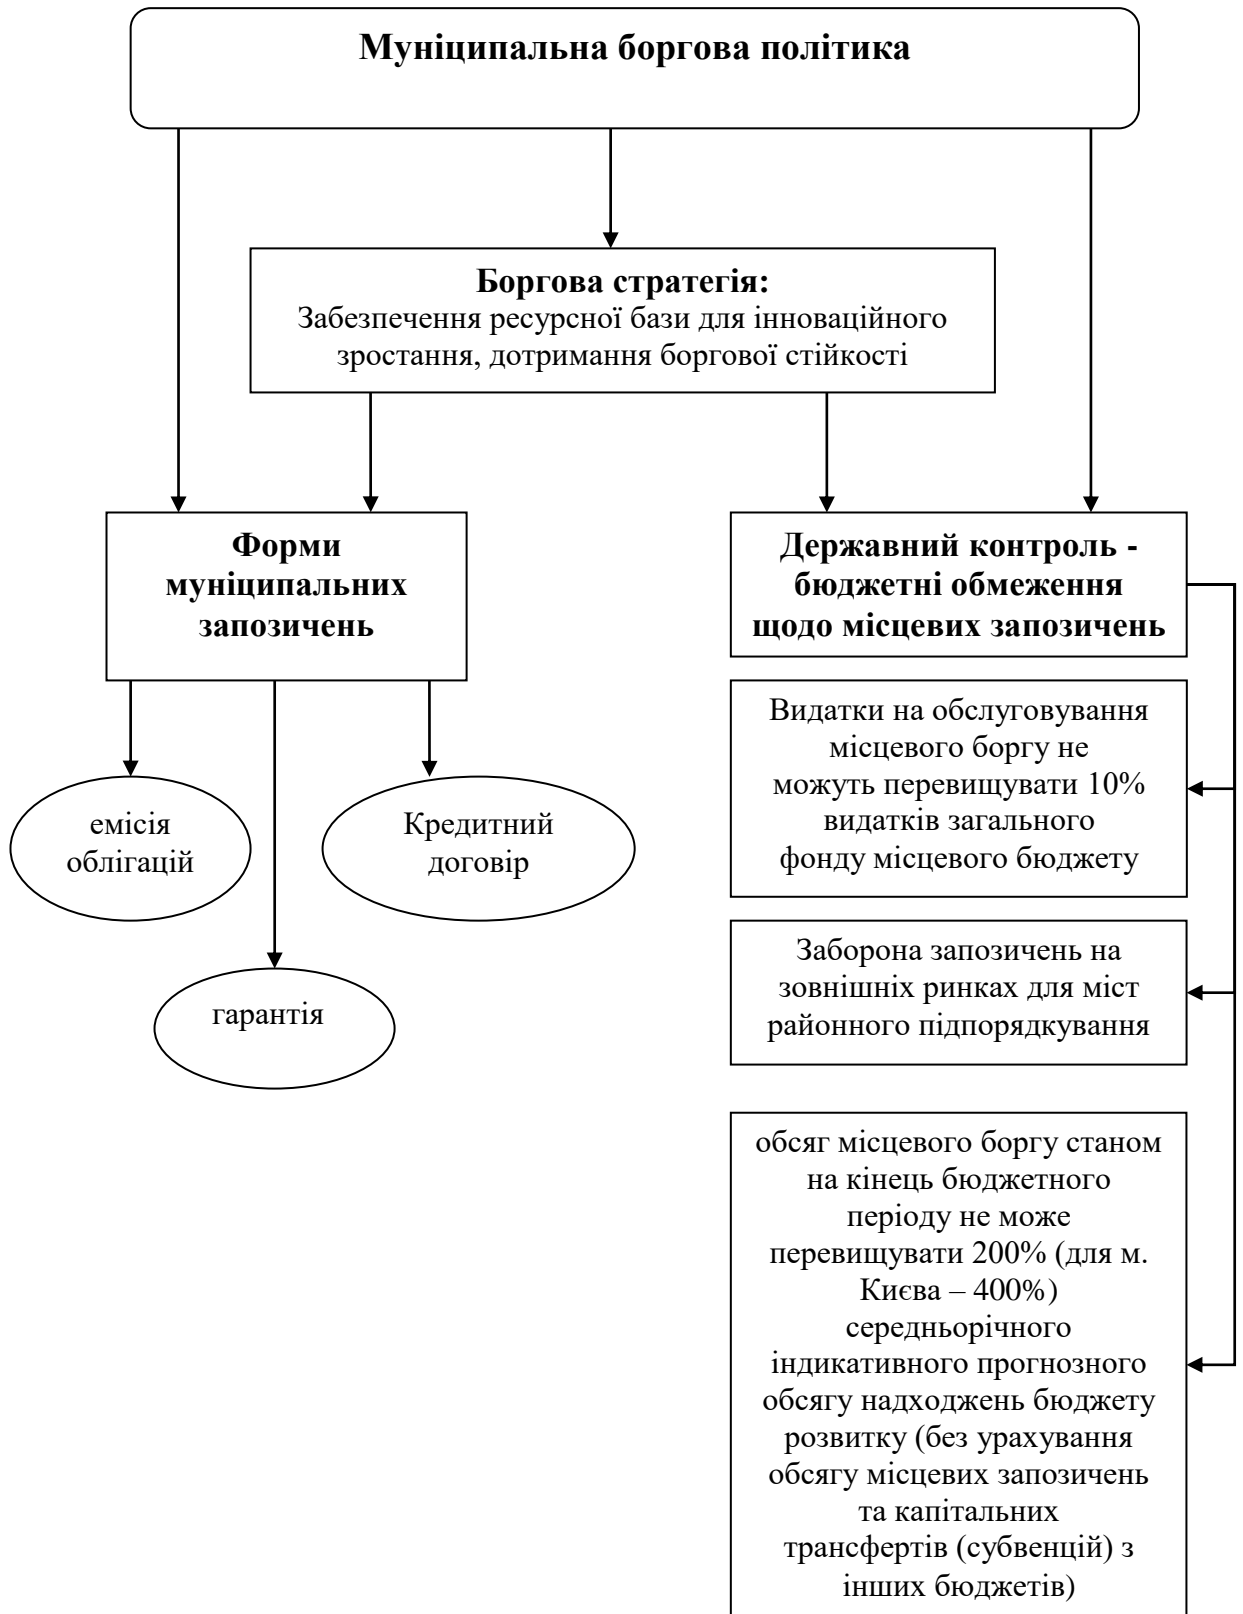 Муніципальна боргова політика
Боргова стратегія:
Забезпечення ресурсної бази для інноваційного
зростання, дотримання боргової стійкості
Форми
муніципальних
запозичень
емісія
облігацій
Кредитний
договір
гарантія
Державний контроль -
бюджетні обмеження
щодо місцевих запозичень
Видатки на обслуговування
місцевого боргу не
можуть перевищувати 10%
видатків загального
фонду місцевого бюджету
Заборона запозичень на
зовнішніх ринках для міст
районного підпорядкування
обсяг місцевого боргу станом
на кінець бюджетного
періоду не може
перевищувати 200% (для м.
Києва – 400%)
середньорічного
індикативного прогнозного
обсягу надходжень бюджету
розвитку (без урахування
обсягу місцевих запозичень
та капітальних
трансфертів (субвенцій) з
інших бюджетів)